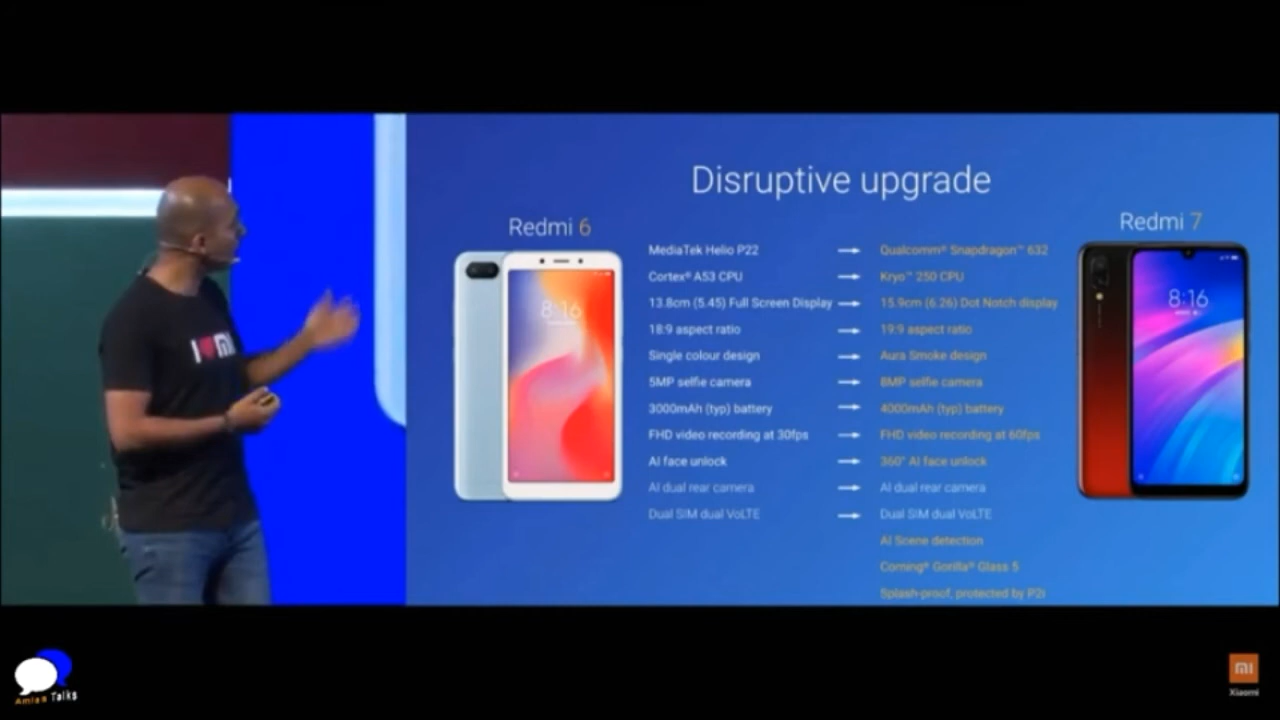 Disruptive upgrade
Redmi 6
Redmi 7
MediaTek Helio P22 → Qualcomm® Snapdragon™ 632
Cortex® A53 CPU → Kryo™ 250 CPU
13.8cm (5.45) Full Screen Display → 15.9cm (6.26) Dot Notch display
18:9 aspect ratio → 19:9 aspect ratio
Single colour design → Aura Smoke design
5MP selfie camera → 8MP selfie camera
3000mAh (typ) battery → 4000mAh (typ) battery
FHD video recording at 30fps → FHD video recording at 60fps
AI face unlock → 360° AI face unlock
AI dual rear camera → AI dual rear camera
Dual SIM dual VoLTE → Dual SIM dual VoLTE
AI Scene detection
Corning® Gorilla® Glass 5
Splash-proof, protected by P2i
8:16
8:16
I ❤ mi
Talks
mi
Xiaomi